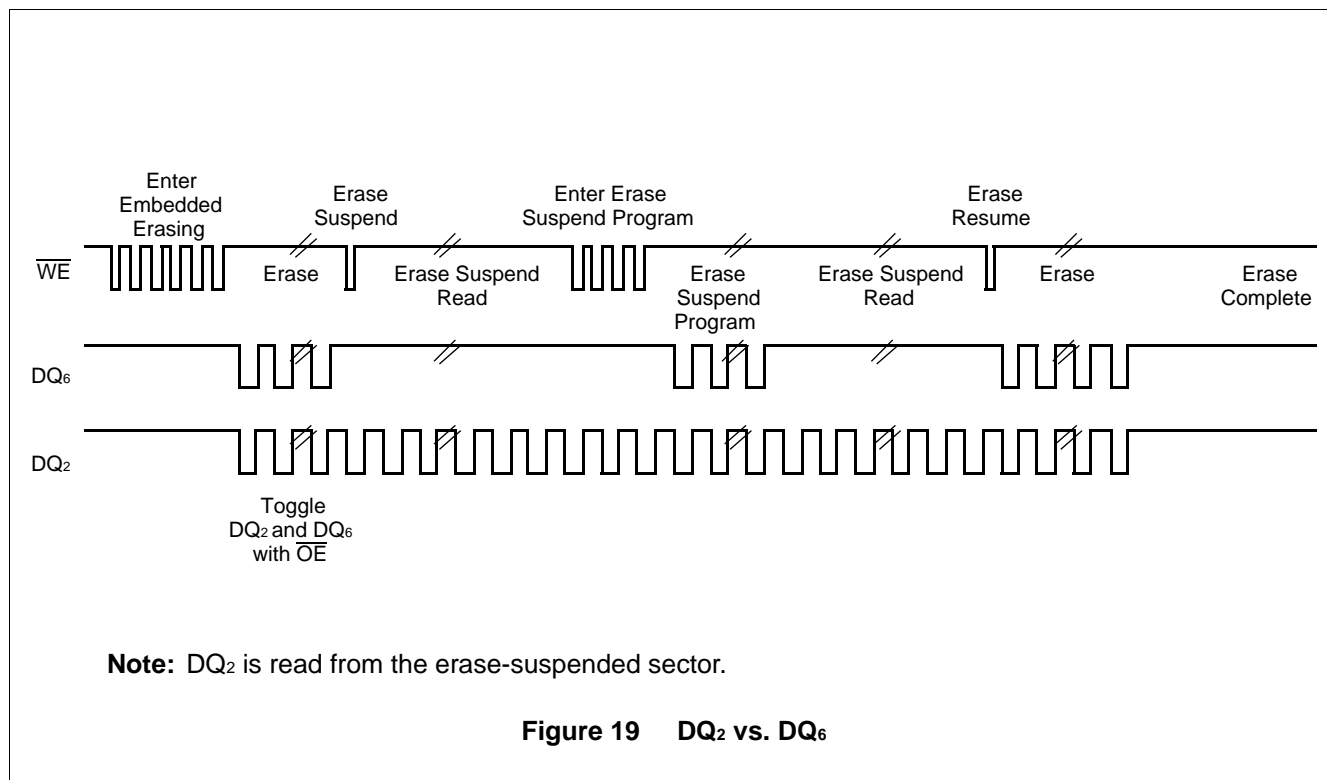 Enter
Embedded
Erasing
Erase
Suspend
Enter Erase
Suspend Program
Erase
Resume
WE
Erase
Erase Suspend
Read
Erase
Suspend
Program
Erase Suspend
Read
Erase
Erase
Complete
DQ6
DQ2
Toggle
DQ2 and DQ6
with OE
Note: DQ2 is read from the erase-suspended sector.
Figure 19 DQ2 vs. DQ6